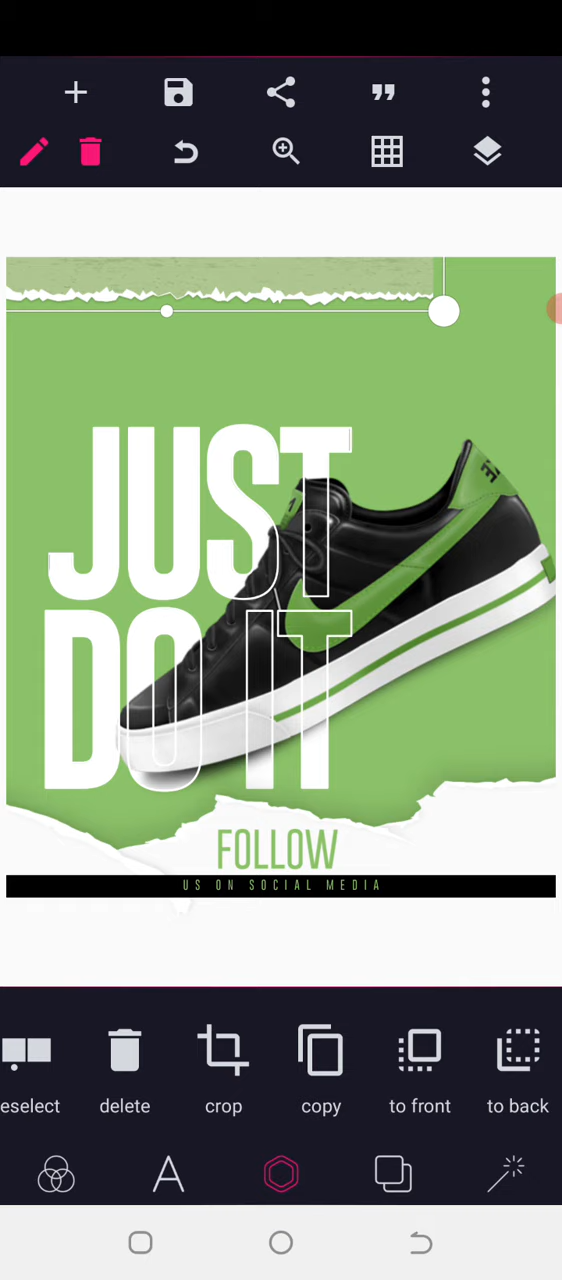 JUST
DO IT
FOLLOW
US ON SOCIAL MEDIA
eselect
delete
crop
copy
to front
to back